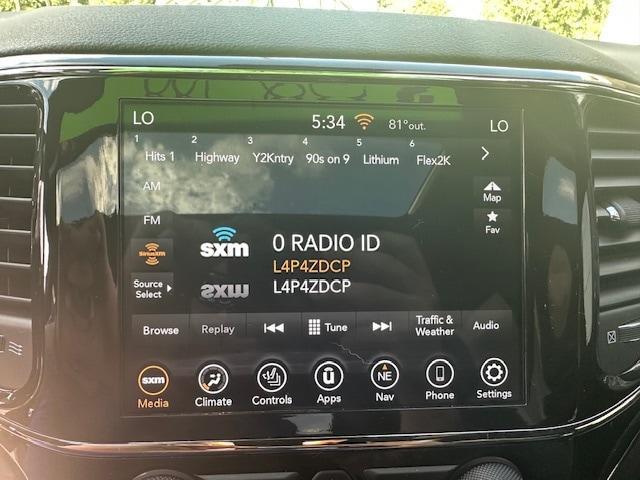 LO 5:34 81°out. LO
1 2 3 4 5 6
Hits 1 Highway Y2Kntry 90s on 9 Lithium Flex2K
AM
Map
FM
Fav
SiriusXM
sxm 0 RADIO ID
L4P4ZDCP
Source Select
sxm L4P4ZDCP
Browse Replay Tune Traffic & Weather Audio
sxm û NE
Media Climate Controls Apps Nav Phone Settings